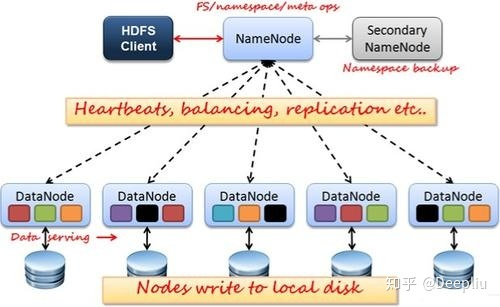 FS/namespace/meta ops
HDFS
Client
NameNode
Secondary
NameNode
Namespace backup
Heartbeats, balancing, replication etc..
DataNode
DataNode
DataNode
DataNode
DataNode
Data serving
Nodes write to local disk
知乎 @Deepliu